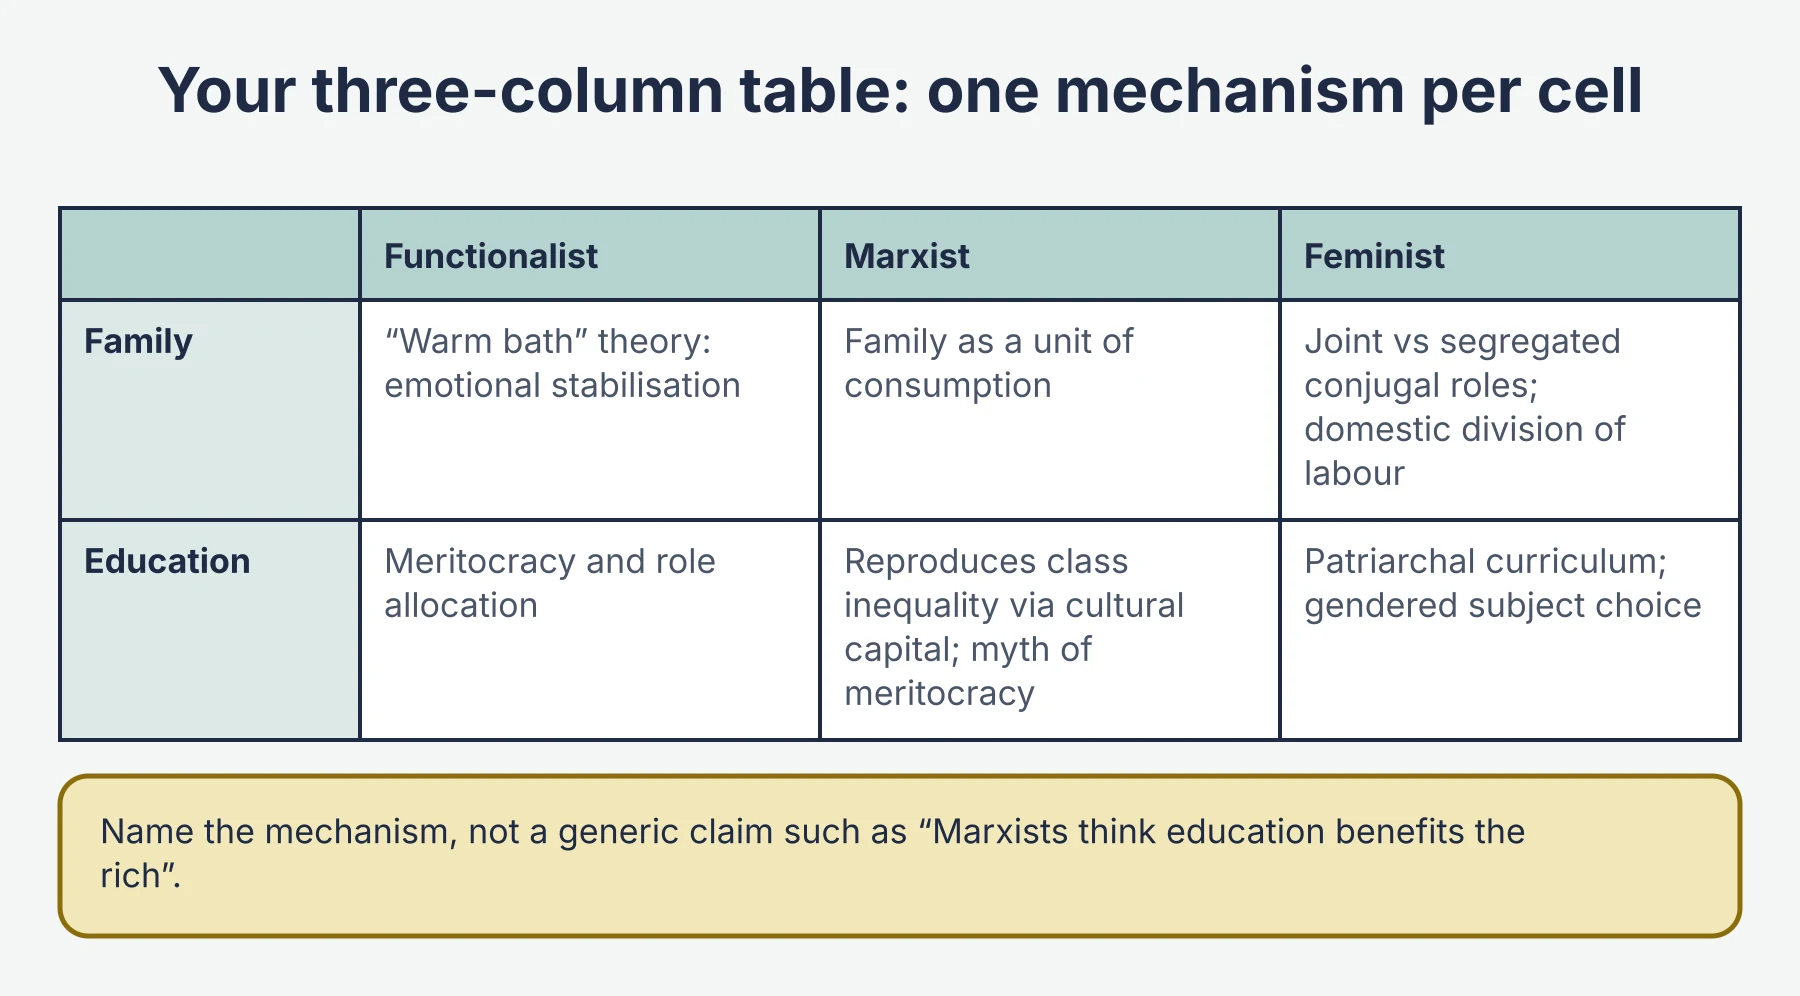 Your three-column table: one mechanism per cell
Functionalist
Marxist
Feminist
Family
“Warm bath” theory:
emotional stabilisation
Family as a unit of
consumption
Joint vs segregated
conjugal roles;
domestic division of
labour
Education
Meritocracy and role
allocation
Reproduces class
inequality via cultural
capital; myth of
meritocracy
Patriarchal curriculum;
gendered subject choice
Name the mechanism, not a generic claim such as “Marxists think education benefits the
rich”.